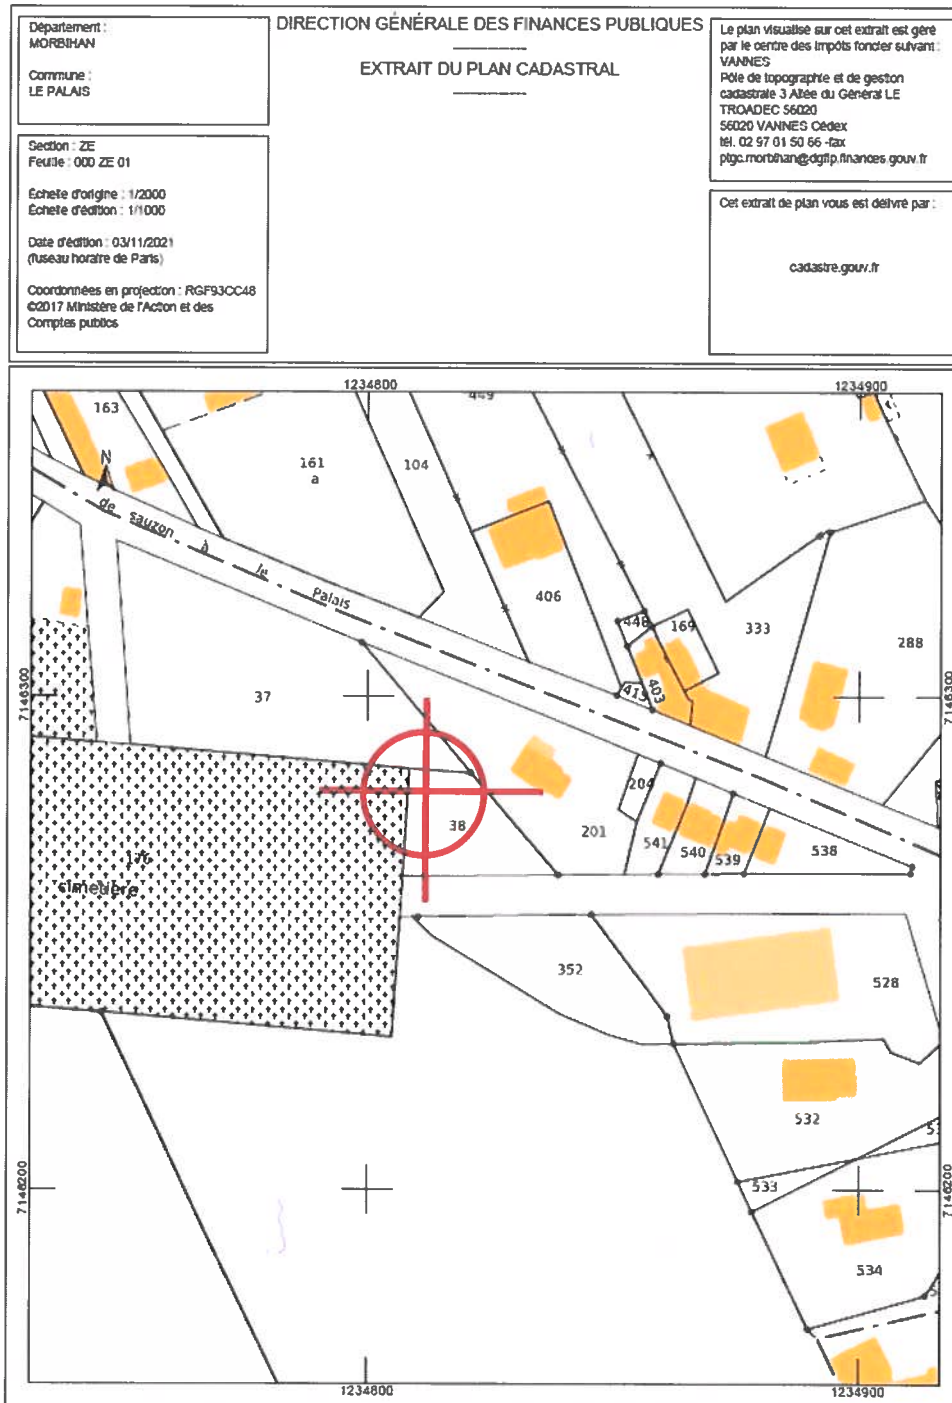 Département :
MORBIHAN
Commune :
LE PALAIS
Section : ZE
Feuille : 000 ZE 01
Échelle d'origine : 1/2000
Échelle d'édition : 1/1000
Date d'édition : 03/11/2021
(fuseau horaire de Paris)
Coordonnées en projection : RGF93CC48
©2017 Ministère de l'Action et des
Comptes publics
DIRECTION GÉNÉRALE DES FINANCES PUBLIQUES
EXTRAIT DU PLAN CADASTRAL
Le plan visualisé sur cet extrait est géré
par le centre des impôts foncier suivant :
VANNES
Pôle de topographie et de gestion
cadastrale 3 Allée du Général LE
TROADEC 56020
56020 VANNES Cédex
tél. 02 97 01 50 66 -fax
ptgc.morbihan@dgfip.finances.gouv.fr
Cet extrait de plan vous est délivré par :
cadastre.gouv.fr
1234800
1234900
163
449
161
a
104
N
de Sauzon à le Palais
406
448
169
333
288
415
403
37
7146300
7146300
204
38
201
541
540
539
538
176
cimetière
352
528
532
533
534
7146200
7146200
1234800
1234900